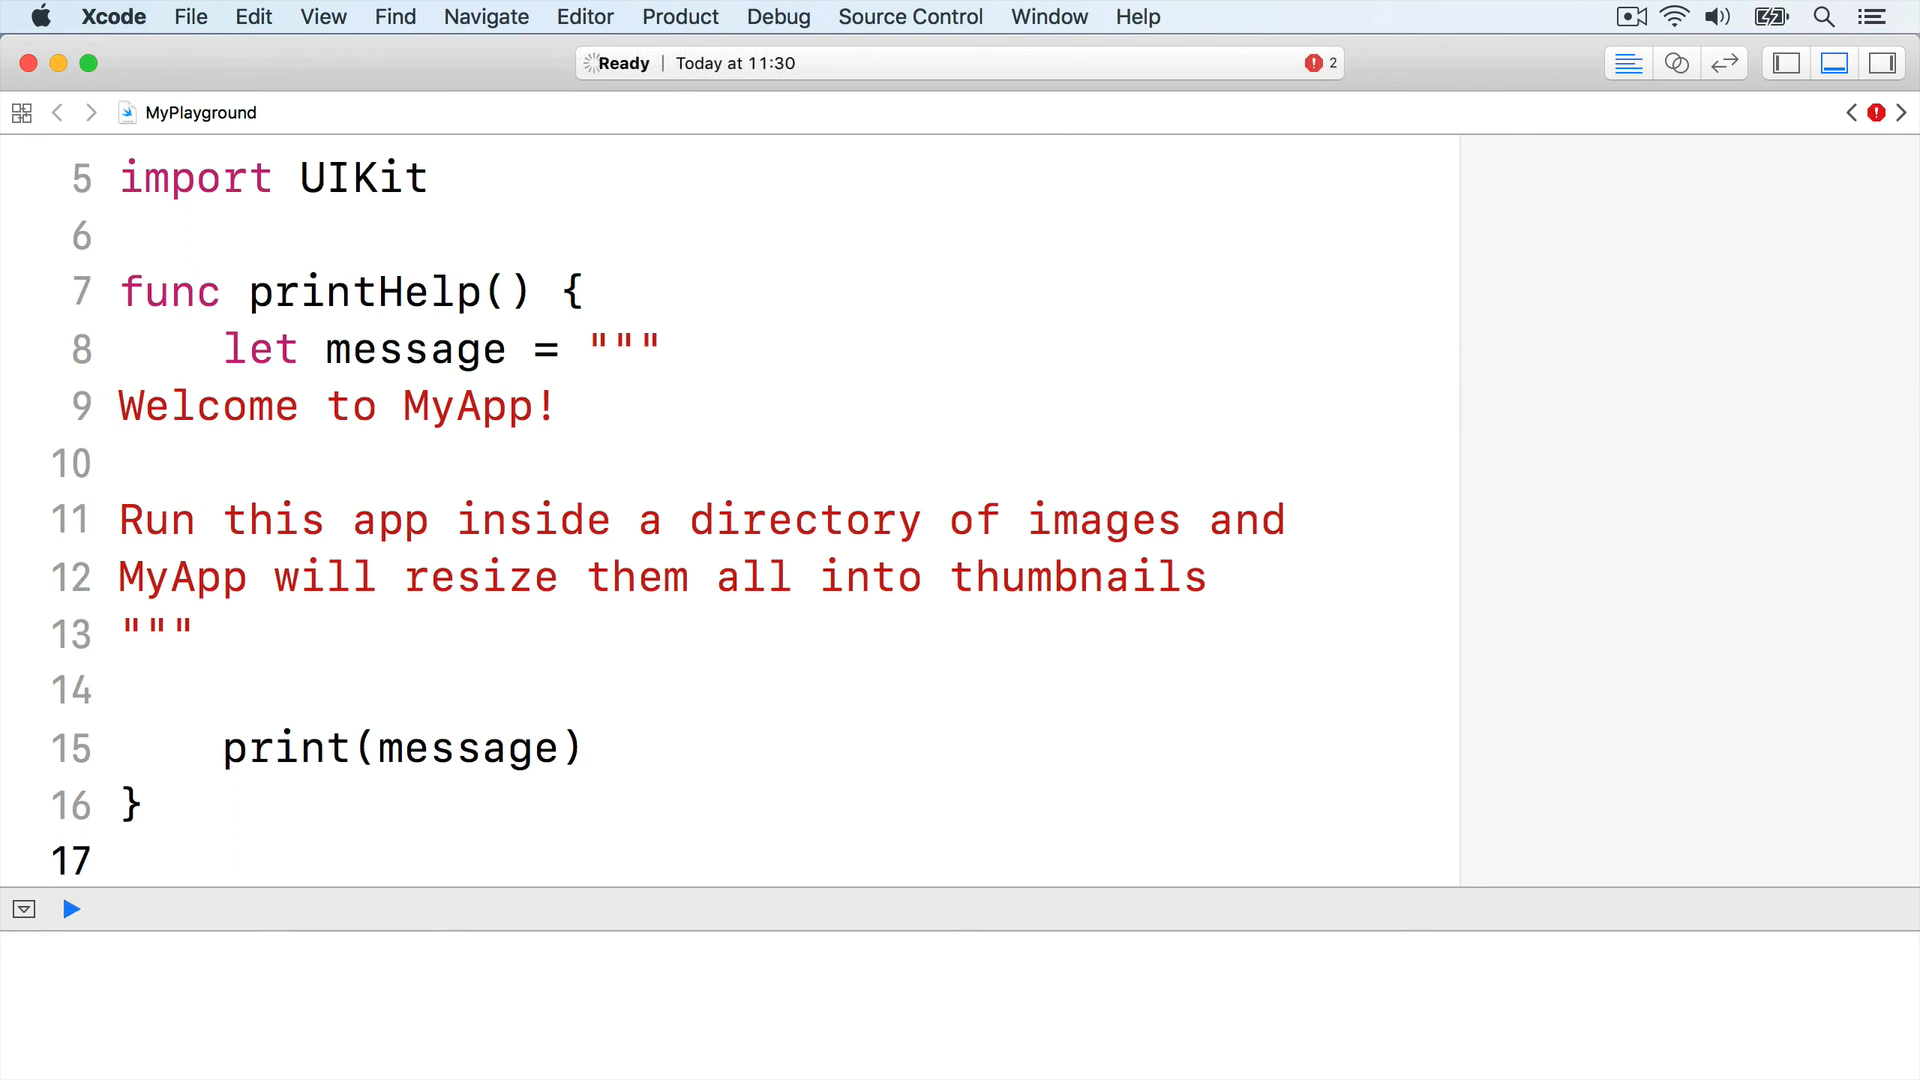 Xcode File Edit View Find Navigate Editor Product Debug Source Control Window Help
Ready | Today at 11:30 2
MyPlayground
5 import UIKit
6
7 func printHelp() {
8     let message = """
9 Welcome to MyApp!
10
11 Run this app inside a directory of images and
12 MyApp will resize them all into thumbnails
13 """
14
15     print(message)
16 }
17